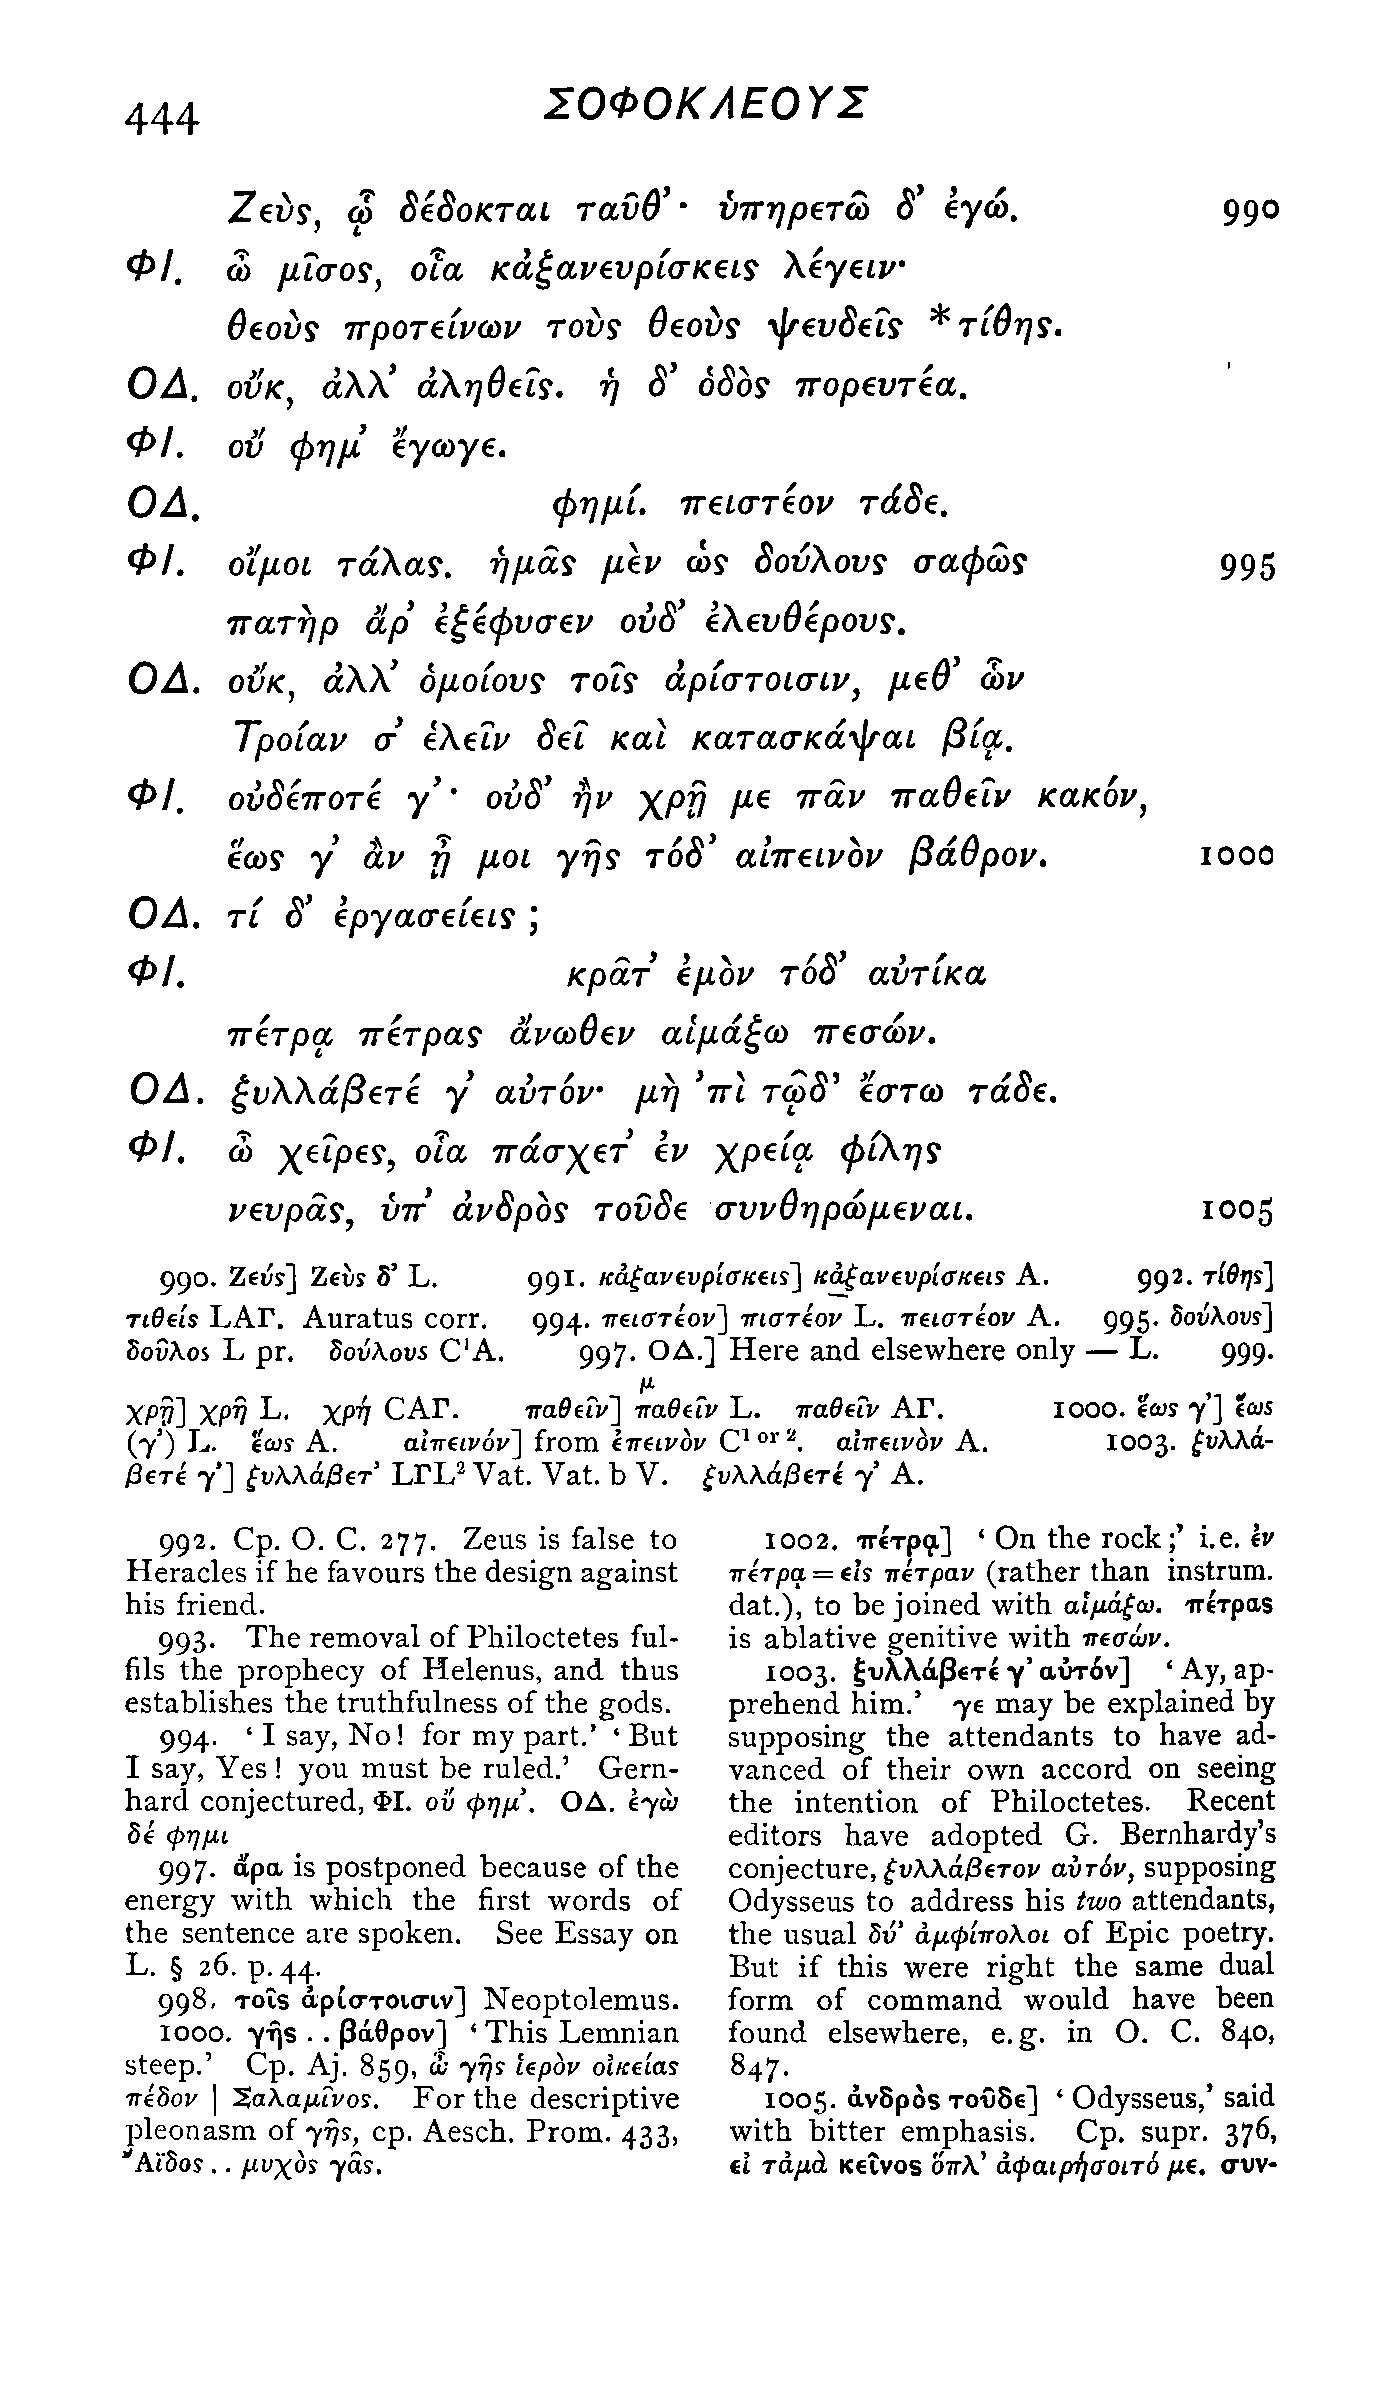 444 ΣΟΦΟΚΛΕΟΥΣ
Ζεὺς, ᾧ δέδοκται ταῦθ’· ὑπηρετῶ δ’ ἐγώ. 990
ΦΙ. ὦ μῖσος, οἷα κἀξανευρίσκεις λέγειν·
θεοὺς προτείνων τοὺς θεοὺς ψευδεῖς *τίθης.
ΟΔ. οὔκ, ἀλλ’ ἀληθεῖς. ἡ δ’ ὁδὸς πορευτέα.
ΦΙ. οὔ φημ’ ἔγωγε.
ΟΔ. φημί. πειστέον τάδε.
ΦΙ. οἴμοι τάλας. ἡμᾶς μὲν ὡς δούλους σαφῶς 995
πατὴρ ἄρ’ ἐξέφυσεν οὐδ’ ἐλευθέρους.
ΟΔ. οὔκ, ἀλλ’ ὁμοίους τοῖς ἀρίστοισιν, μεθ’ ὧν
Τροίαν σ’ ἑλεῖν δεῖ καὶ κατασκάψαι βίᾳ.
ΦΙ. οὐδέποτέ γ’· οὐδ’ ἢν χρῇ με πᾶν παθεῖν κακόν,
ἕως γ’ ἂν ᾖ μοι γῆς τόδ’ αἰπεινὸν βάθρον. 1000
ΟΔ. τί δ’ ἐργασείεις ;
ΦΙ. κρᾶτ’ ἐμὸν τόδ’ αὐτίκα
πέτρᾳ πέτρας ἄνωθεν αἱμάξω πεσών.
ΟΔ. ξυλλάβετέ γ’ αὐτόν· μὴ ’πὶ τῷδ’ ἔστω τάδε.
ΦΙ. ὦ χεῖρες, οἷα πάσχετ’ ἐν χρείᾳ φίλης
νευρᾶς, ὑπ’ ἀνδρὸς τοῦδε συνθηρώμεναι. 1005
990. Ζεύς] Ζεὺς δ’ L. 991. κἀξανευρίσκεις] κἀξανευρίσκεις A. 992. τίθης]
τιθείς LAΓ. Auratus corr. 994. πειστέον] πιστέον L. πειστέον A. 995. δούλους]
δοῦλος L pr. δούλους C¹A. 997. ΟΔ.] Here and elsewhere only — L. 999.
χρῇ] χρῆ L. χρή CAΓ. παθεῖν] παθεῖν L. παθεῖν AΓ. 1000. ἕως γ’] ἕως
(γ’) L. ἕως A. αἰπεινόν] from ἐπεινὸν C¹ ᵒʳ ². αἰπεινὸν A. 1003. ξυλλά-
βετέ γ’] ξυλλάβετ’ LΓL² Vat. Vat. b V. ξυλλάβετέ γ’ A.
992. Cp. O. C. 277. Zeus is false to
Heracles if he favours the design against
his friend.
993. The removal of Philoctetes ful-
fils the prophecy of Helenus, and thus
establishes the truthfulness of the gods.
994. ‘ I say, No! for my part.’ ‘ But
I say, Yes! you must be ruled.’ Gern-
hard conjectured, ΦΙ. οὔ φημ’. ΟΔ. ἐγὼ
δέ φημι
997. ἄρα is postponed because of the
energy with which the first words of
the sentence are spoken. See Essay on
L. § 26. p. 44.
998. τοῖς ἀρίστοισιν] Neoptolemus.
1000. γῆς . . βάθρον] ‘ This Lemnian
steep.’ Cp. Aj. 859, ὦ γῆς ἱερὸν οἰκείας
πέδον | Σαλαμῖνος. For the descriptive
pleonasm of γῆς, cp. Aesch. Prom. 433,
Ἄϊδος . . μυχὸς γᾶς.
1002. πέτρᾳ] ‘ On the rock ;’ i.e. ἐν
πέτρᾳ = εἰς πέτραν (rather than instrum.
dat.), to be joined with αἱμάξω. πέτρας
is ablative genitive with πεσών.
1003. ξυλλάβετέ γ’ αὐτόν] ‘ Ay, ap-
prehend him.’ γε may be explained by
supposing the attendants to have ad-
vanced of their own accord on seeing
the intention of Philoctetes. Recent
editors have adopted G. Bernhardy’s
conjecture, ξυλλάβετον αὐτόν, supposing
Odysseus to address his two attendants,
the usual δύ’ ἀμφίπολοι of Epic poetry.
But if this were right the same dual
form of command would have been
found elsewhere, e.g. in O. C. 840,
847.
1005. ἀνδρὸς τοῦδε] ‘ Odysseus,’ said
with bitter emphasis. Cp. supr. 376,
εἰ τἀμὰ κεῖνος ὅπλ’ ἀφαιρήσοιτό με. συν-